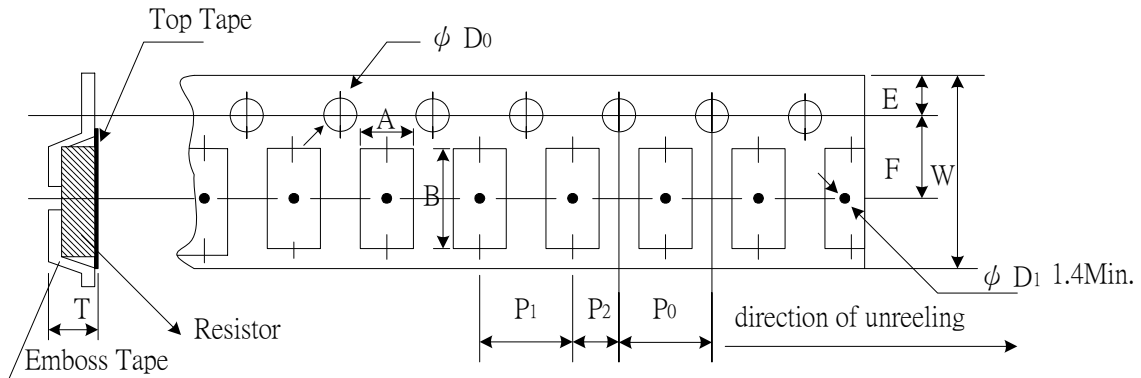 Top Tape
ϕ D0
E
A
F
W
B
ϕ D1 1.4Min.
T
P1
P2
P0
direction of unreeling
Resistor
Emboss Tape